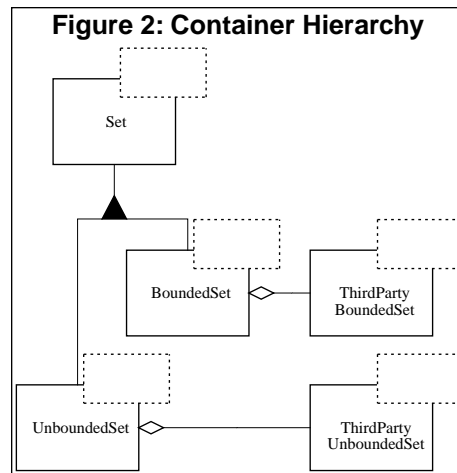 Figure 2: Container Hierarchy
Set
BoundedSet
ThirdParty
BoundedSet
UnboundedSet
ThirdParty
UnboundedSet